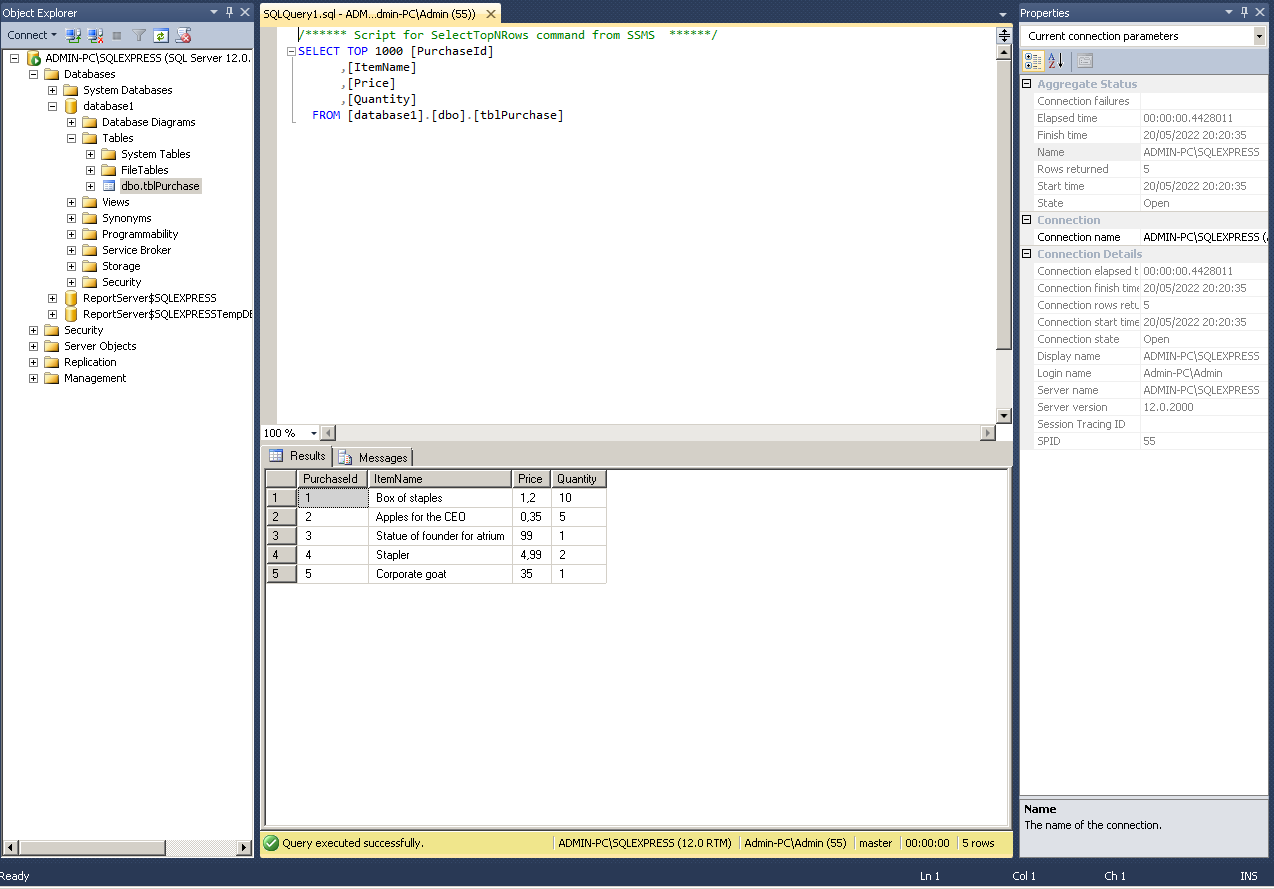 Object Explorer
Connect
ADMIN-PC\SQLEXPRESS (SQL Server 12.0.
Databases
System Databases
database1
Database Diagrams
Tables
System Tables
FileTables
dbo.tblPurchase
Views
Synonyms
Programmability
Service Broker
Storage
Security
ReportServer$SQLEXPRESS
ReportServer$SQLEXPRESSTempDB
Security
Server Objects
Replication
Management
SQLQuery1.sql - ADM...dmin-PC\Admin (55))
/****** Script for SelectTopNRows command from SSMS  ******/
SELECT TOP 1000 [PurchaseId]
,[ItemName]
,[Price]
,[Quantity]
FROM [database1].[dbo].[tblPurchase]
100 %
Results Messages
PurchaseId ItemName Price Quantity
1 1 Box of staples 1,2 10
2 2 Apples for the CEO 0,35 5
3 3 Statue of founder for atrium 99 1
4 4 Stapler 4,99 2
5 5 Corporate goat 35 1
Query executed successfully. ADMIN-PC\SQLEXPRESS (12.0 RTM) Admin-PC\Admin (55) master 00:00:00 5 rows
Properties
Current connection parameters
Aggregate Status
Connection failures
Elapsed time 00:00:00.4428011
Finish time 20/05/2022 20:20:35
Name ADMIN-PC\SQLEXPRESS
Rows returned 5
Start time 20/05/2022 20:20:35
State Open
Connection
Connection name ADMIN-PC\SQLEXPRESS (
Connection Details
Connection elapsed t 00:00:00.4428011
Connection finish time 20/05/2022 20:20:35
Connection rows retu 5
Connection start time 20/05/2022 20:20:35
Connection state Open
Display name ADMIN-PC\SQLEXPRESS
Login name Admin-PC\Admin
Server name ADMIN-PC\SQLEXPRESS
Server version 12.0.2000
Session Tracing ID
SPID 55
Name
The name of the connection.
Ready Ln 1 Col 1 Ch 1 INS